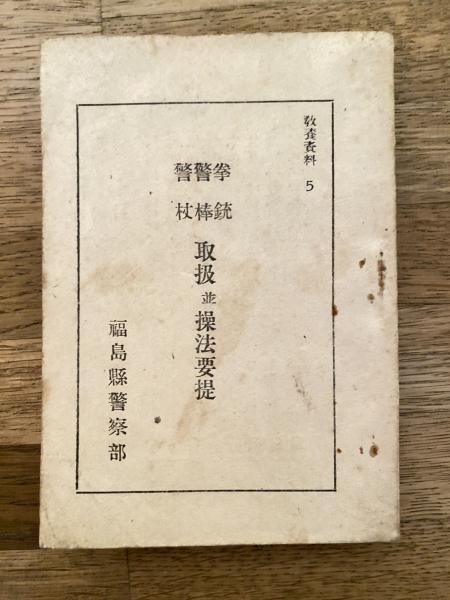 教養資料 5
拳銃
警棒
警杖
取扱並操法要提
福島縣警察部